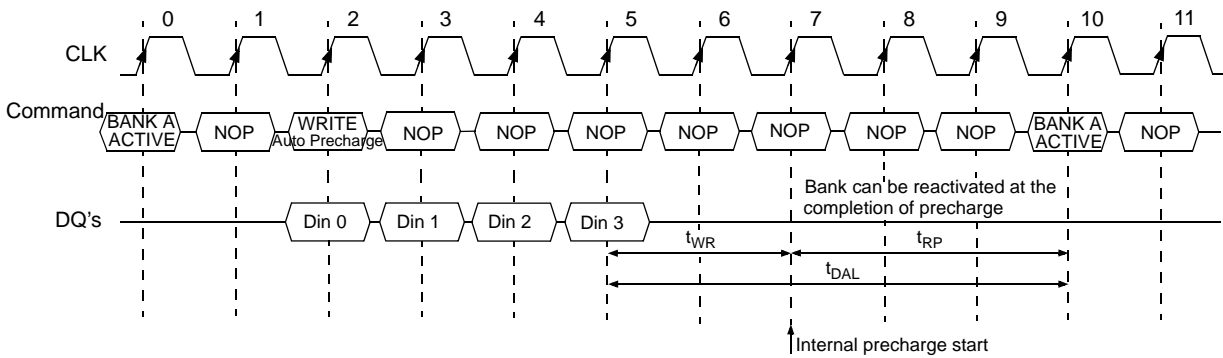 0 1 2 3 4 5 6 7 8 9 10 11
CLK
Command
BANK A ACTIVE
NOP
WRITE Auto Precharge
NOP
NOP
NOP
NOP
NOP
NOP
NOP
BANK A ACTIVE
NOP
DQ's
Din 0
Din 1
Din 2
Din 3
Bank can be reactivated at the
completion of precharge
tWR
tRP
tDAL
Internal precharge start